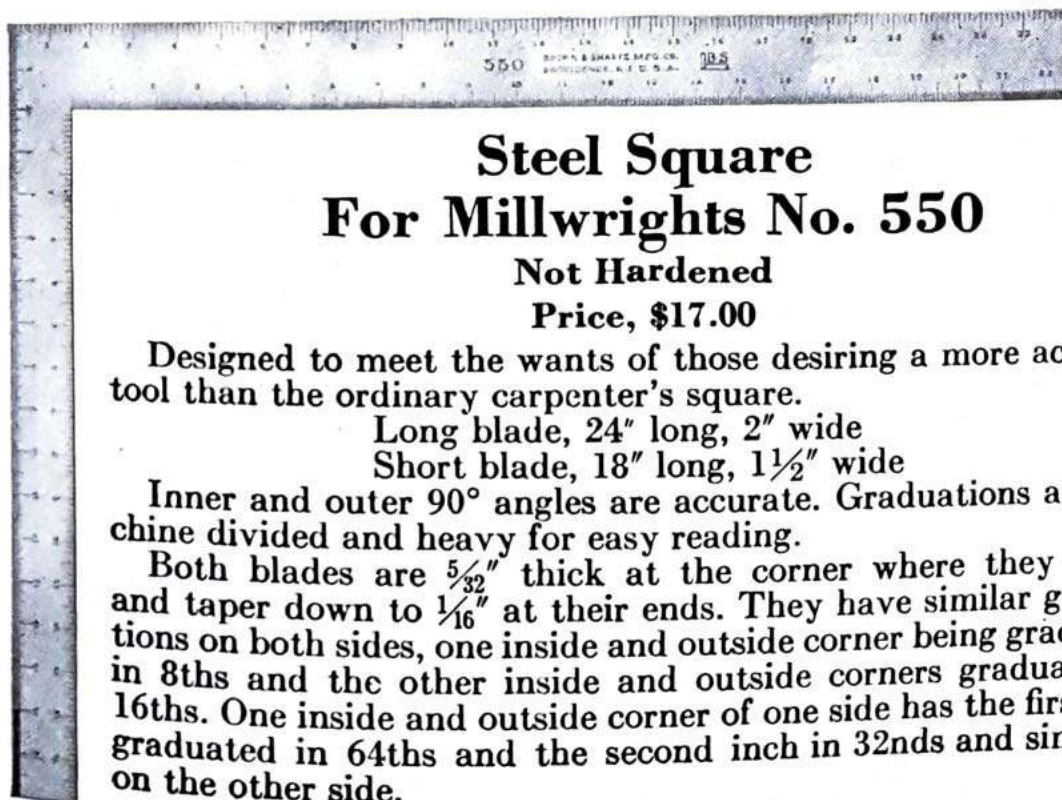 550 BROWN & SHARPE MFG. CO.
PROVIDENCE, R.I. U.S.A.
Steel Square
For Millwrights No. 550
Not Hardened
Price, $17.00
Designed to meet the wants of those desiring a more ac
tool than the ordinary carpenter's square.
Long blade, 24″ long, 2″ wide
Short blade, 18″ long, 1½″ wide
Inner and outer 90° angles are accurate. Graduations a
chine divided and heavy for easy reading.
Both blades are 5⁄32″ thick at the corner where they
and taper down to 1⁄16″ at their ends. They have similar g
tions on both sides, one inside and outside corner being grad
in 8ths and the other inside and outside corners gradua
16ths. One inside and outside corner of one side has the firs
graduated in 64ths and the second inch in 32nds and sin
on the other side.